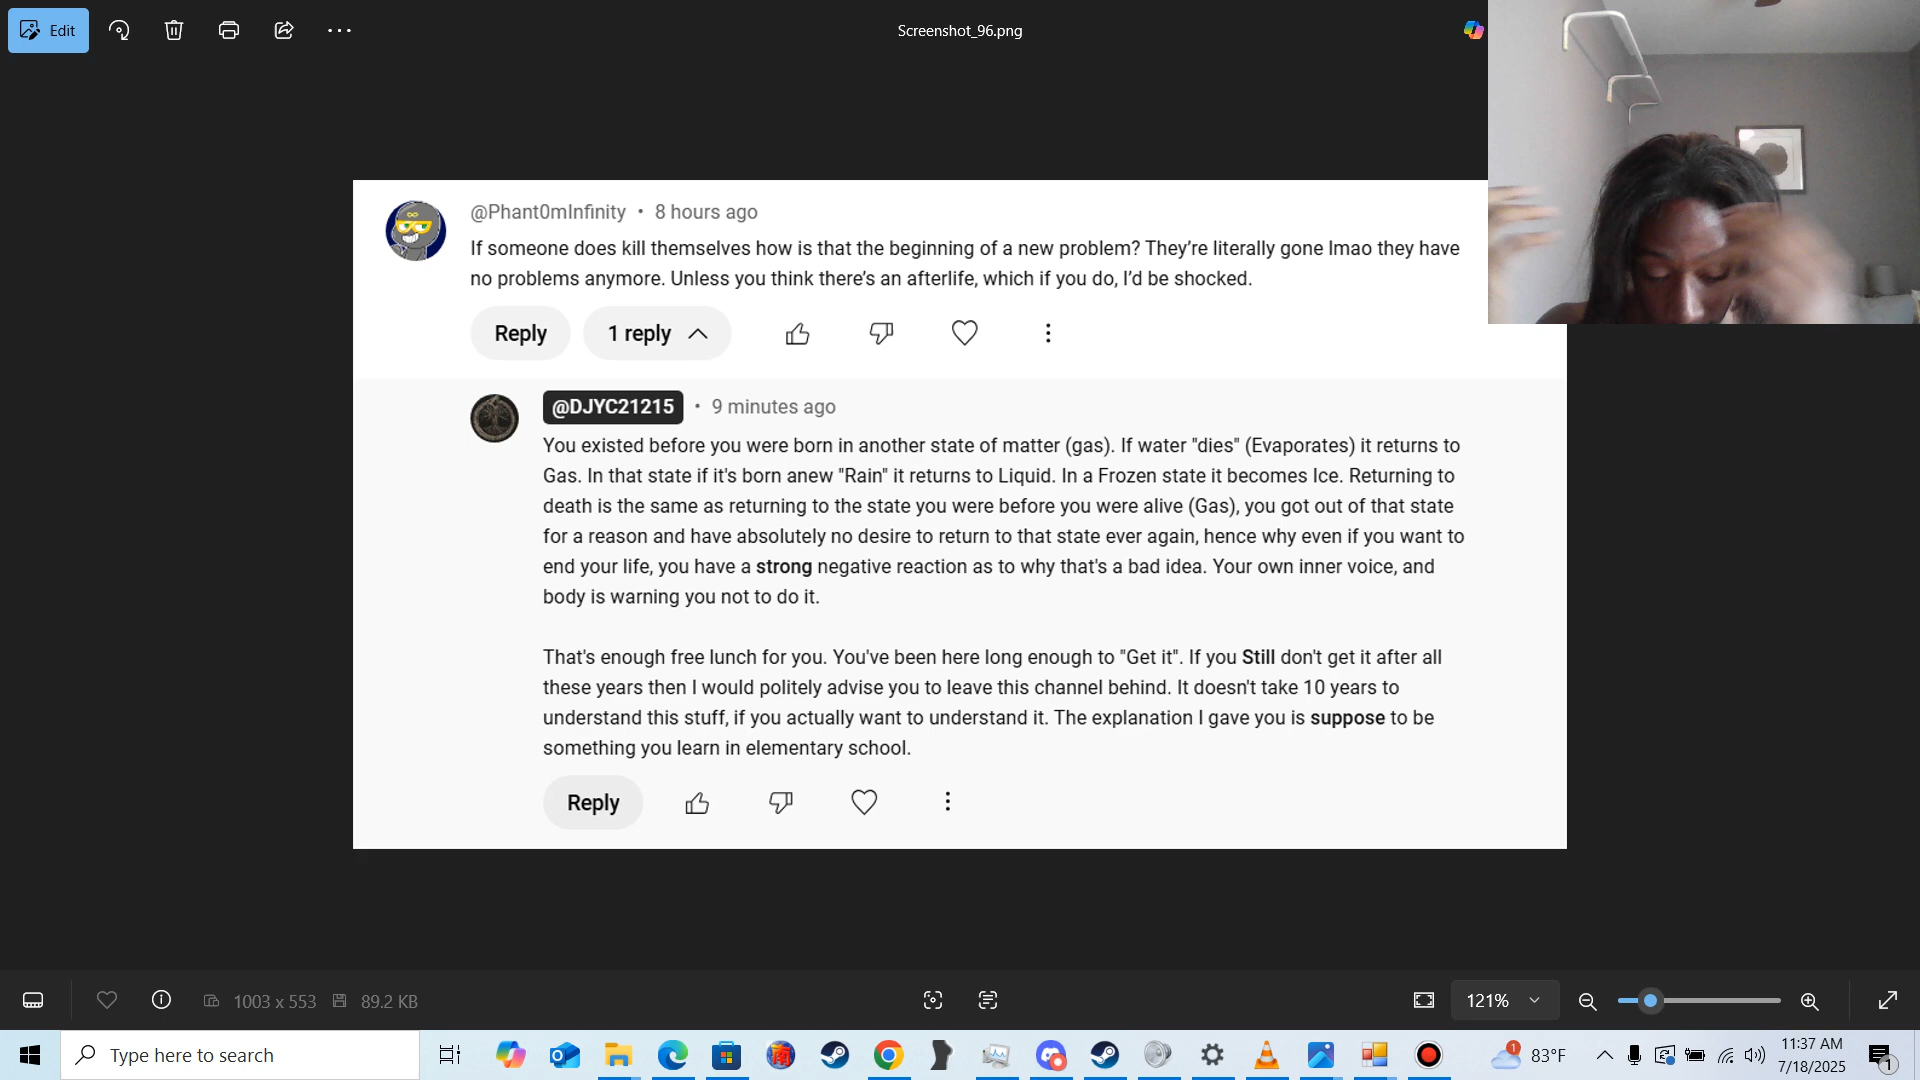 Edit
Screenshot_96.png
@Phant0mInfinity • 8 hours ago
If someone does kill themselves how is that the beginning of a new problem? They're literally gone lmao they have
no problems anymore. Unless you think there's an afterlife, which if you do, I'd be shocked.
Reply
1 reply
@DJYC21215 • 9 minutes ago
You existed before you were born in another state of matter (gas). If water "dies" (Evaporates) it returns to
Gas. In that state if it's born anew "Rain" it returns to Liquid. In a Frozen state it becomes Ice. Returning to
death is the same as returning to the state you were before you were alive (Gas), you got out of that state
for a reason and have absolutely no desire to return to that state ever again, hence why even if you want to
end your life, you have a strong negative reaction as to why that's a bad idea. Your own inner voice, and
body is warning you not to do it.
That's enough free lunch for you. You've been here long enough to "Get it". If you Still don't get it after all
these years then I would politely advise you to leave this channel behind. It doesn't take 10 years to
understand this stuff, if you actually want to understand it. The explanation I gave you is suppose to be
something you learn in elementary school.
Reply
1003 x 553
89.2 KB
121%
Type here to search
1
83°F
11:37 AM
7/18/2025
1